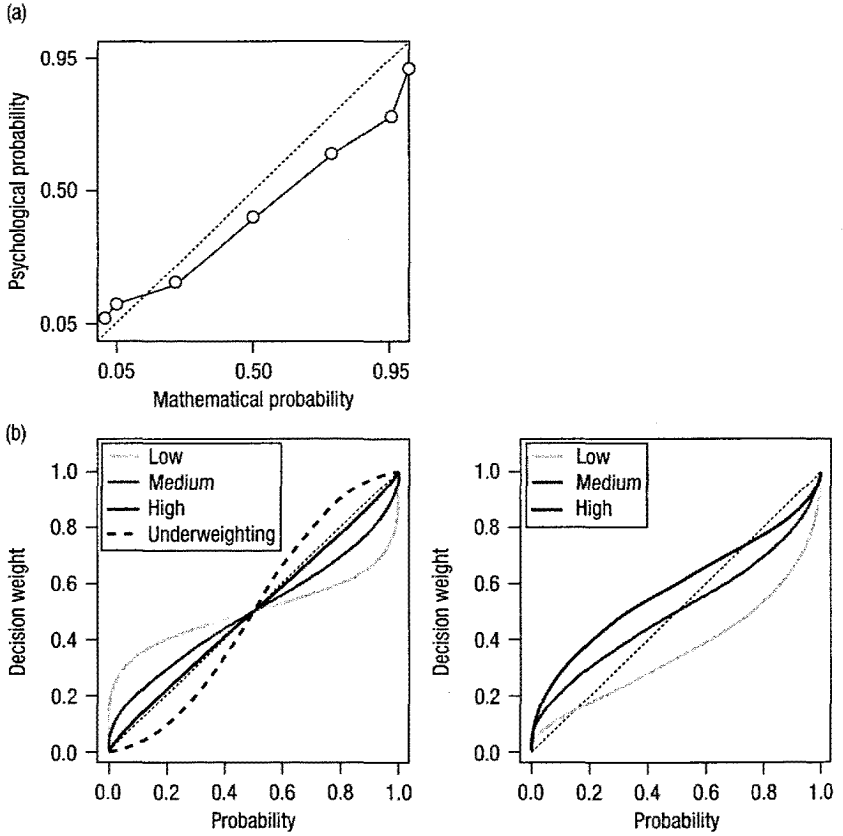 (a)
0.95
0.50
0.05
Psychological probability
0.05 0.50 0.95
Mathematical probability
(b)
Low
Medium
High
Underweighting
1.0
0.8
0.6
0.4
0.2
0.0
Decision weight
0.0 0.2 0.4 0.6 0.8 1.0
Probability
Low
Medium
High
1.0
0.8
0.6
0.4
0.2
0.0
Decision weight
0.0 0.2 0.4 0.6 0.8 1.0
Probability